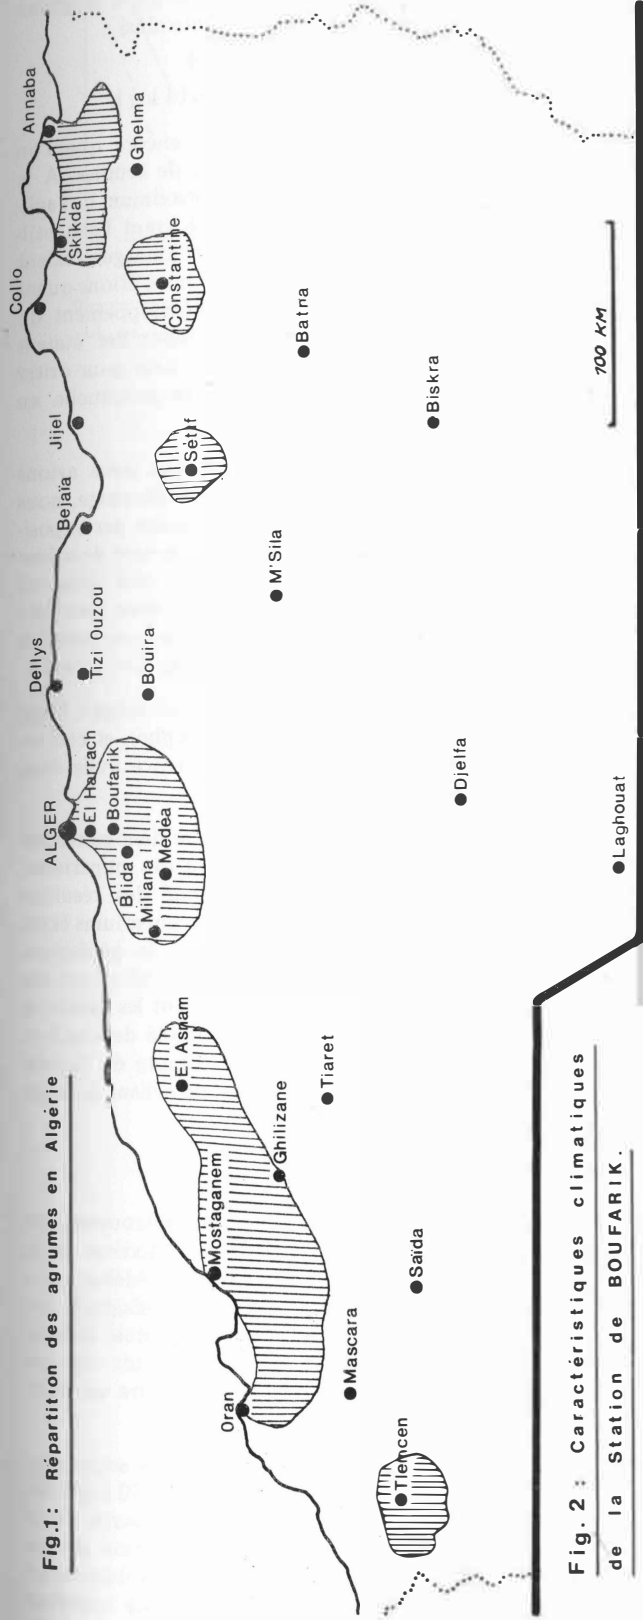 Fig.1: Répartition des agrumes en Algérie
Annaba
Skikda
Ghelma
Collo
Constantine
Batna
Jijel
Sétif
Biskra
Bejaïa
M'Sila
Dellys
Tizi Ouzou
Bouira
ALGER
El Harrach
Boufarik
Blida
Miliana
Médéa
Djelfa
Laghouat
El Asnam
Tiaret
Ghilizane
Mostaganem
Saïda
Oran
Mascara
Tlemcen
100 KM
Fig. 2 : Caractéristiques climatiques
de la Station de BOUFARIK.